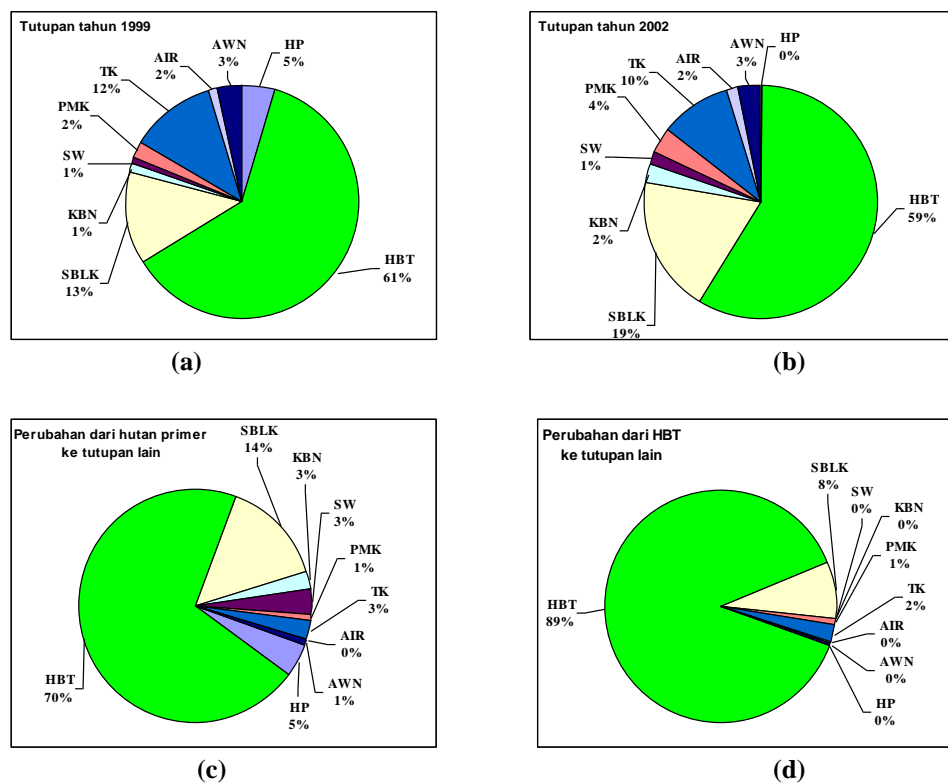 Tutupan tahun 1999
HP
5%
HBT
61%
SBLK
13%
KBN
1%
SW
1%
PMK
2%
TK
12%
AIR
2%
AWN
3%
(a)
Tutupan tahun 2002
HP
0%
HBT
59%
SBLK
19%
KBN
2%
SW
1%
PMK
4%
TK
10%
AIR
2%
AWN
3%
(b)
Perubahan dari hutan primer
ke tutupan lain
SBLK
14%
KBN
3%
SW
3%
PMK
1%
TK
3%
AIR
0%
AWN
1%
HP
5%
HBT
70%
(c)
Perubahan dari HBT
ke tutupan lain
SBLK
8%
SW
0%
KBN
0%
PMK
1%
TK
2%
AIR
0%
AWN
0%
HP
0%
HBT
89%
(d)